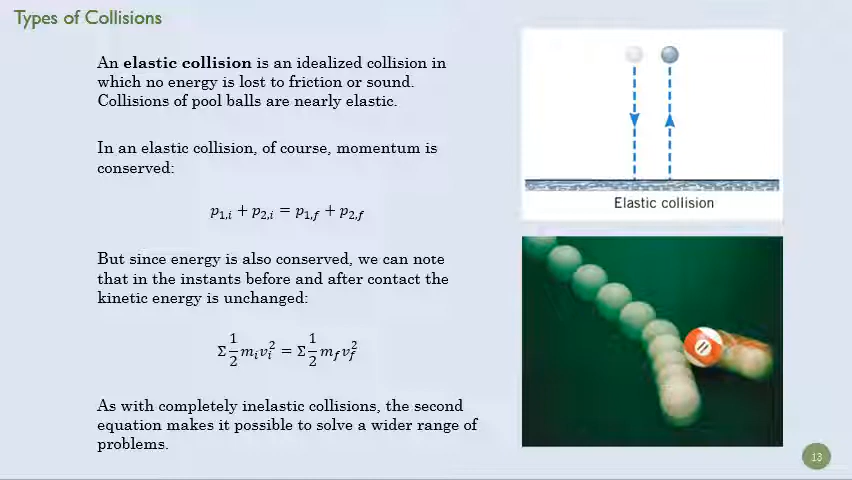 Types of Collisions
An elastic collision is an idealized collision in
which no energy is lost to friction or sound.
Collisions of pool balls are nearly elastic.
In an elastic collision, of course, momentum is
conserved:
p₁,ᵢ + p₂,ᵢ = p₁,f + p₂,f
But since energy is also conserved, we can note
that in the instants before and after contact the
kinetic energy is unchanged:
Σ 1/2 mᵢvᵢ² = Σ 1/2 m_f v_f²
As with completely inelastic collisions, the second
equation makes it possible to solve a wider range of
problems.
Elastic collision
11
13